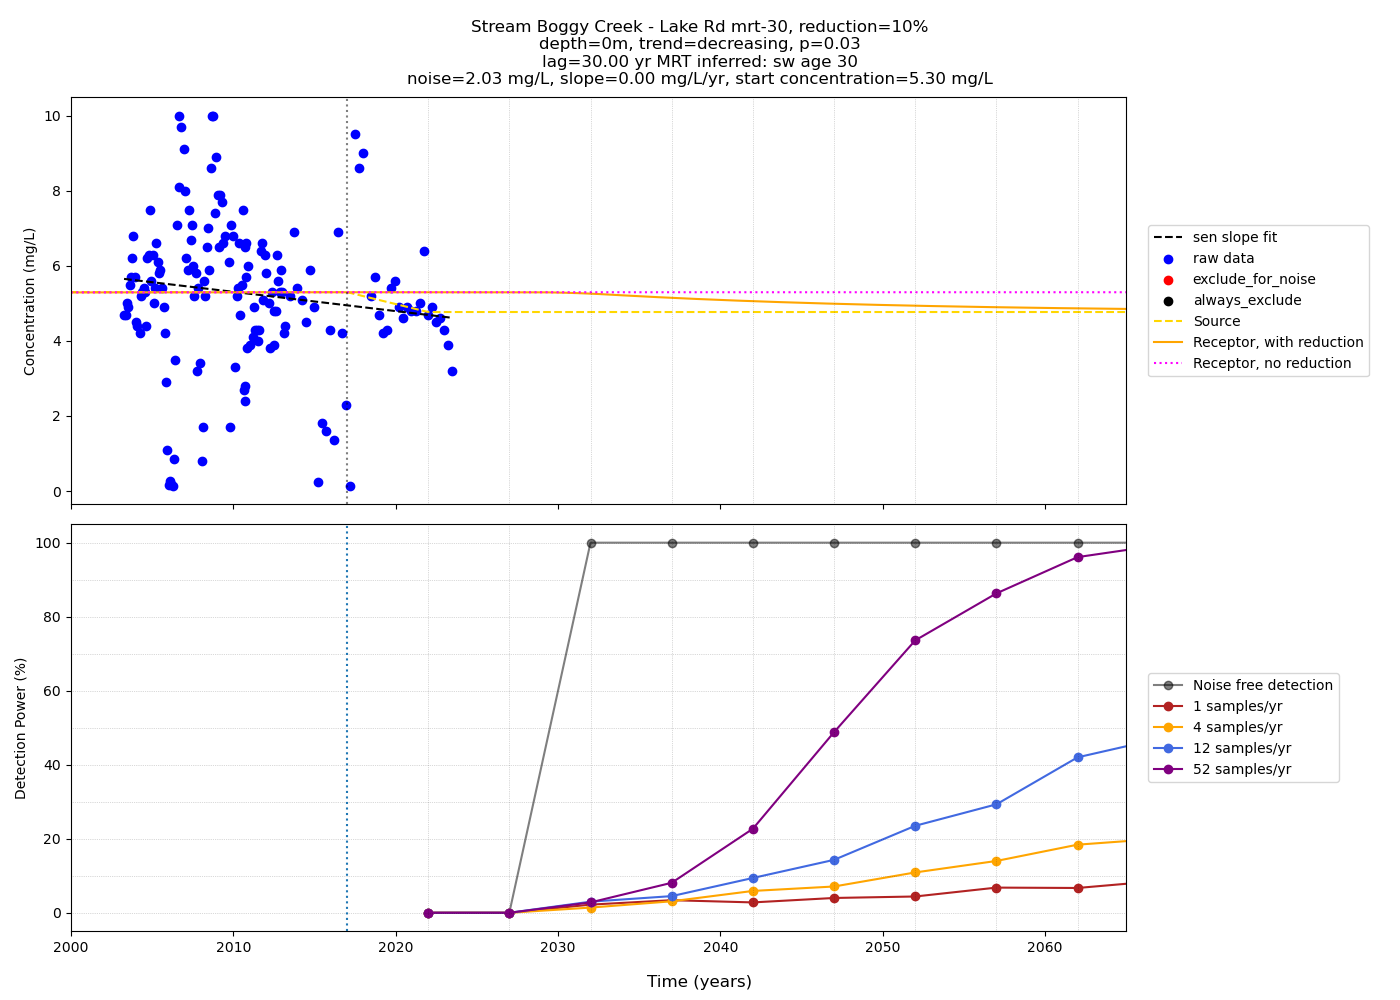 Stream Boggy Creek - Lake Rd mrt-30, reduction=10%
depth=0m, trend=decreasing, p=0.03
lag=30.00 yr MRT inferred: sw age 30
noise=2.03 mg/L, slope=0.00 mg/L/yr, start concentration=5.30 mg/L
Concentration (mg/L)
10
8
6
4
2
0
sen slope fit
raw data
exclude_for_noise
always_exclude
Source
Receptor, with reduction
Receptor, no reduction
Detection Power (%)
100
80
60
40
20
0
Noise free detection
1 samples/yr
4 samples/yr
12 samples/yr
52 samples/yr
2000 2010 2020 2030 2040 2050 2060
Time (years)